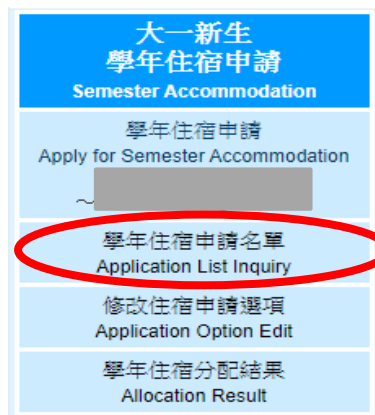 大一新生
學年住宿申請
Semester Accommodation
學年住宿申請
Apply for Semester Accommodation
～
學年住宿申請名單
Application List Inquiry
修改住宿申請選項
Application Option Edit
學年住宿分配結果
Allocation Result